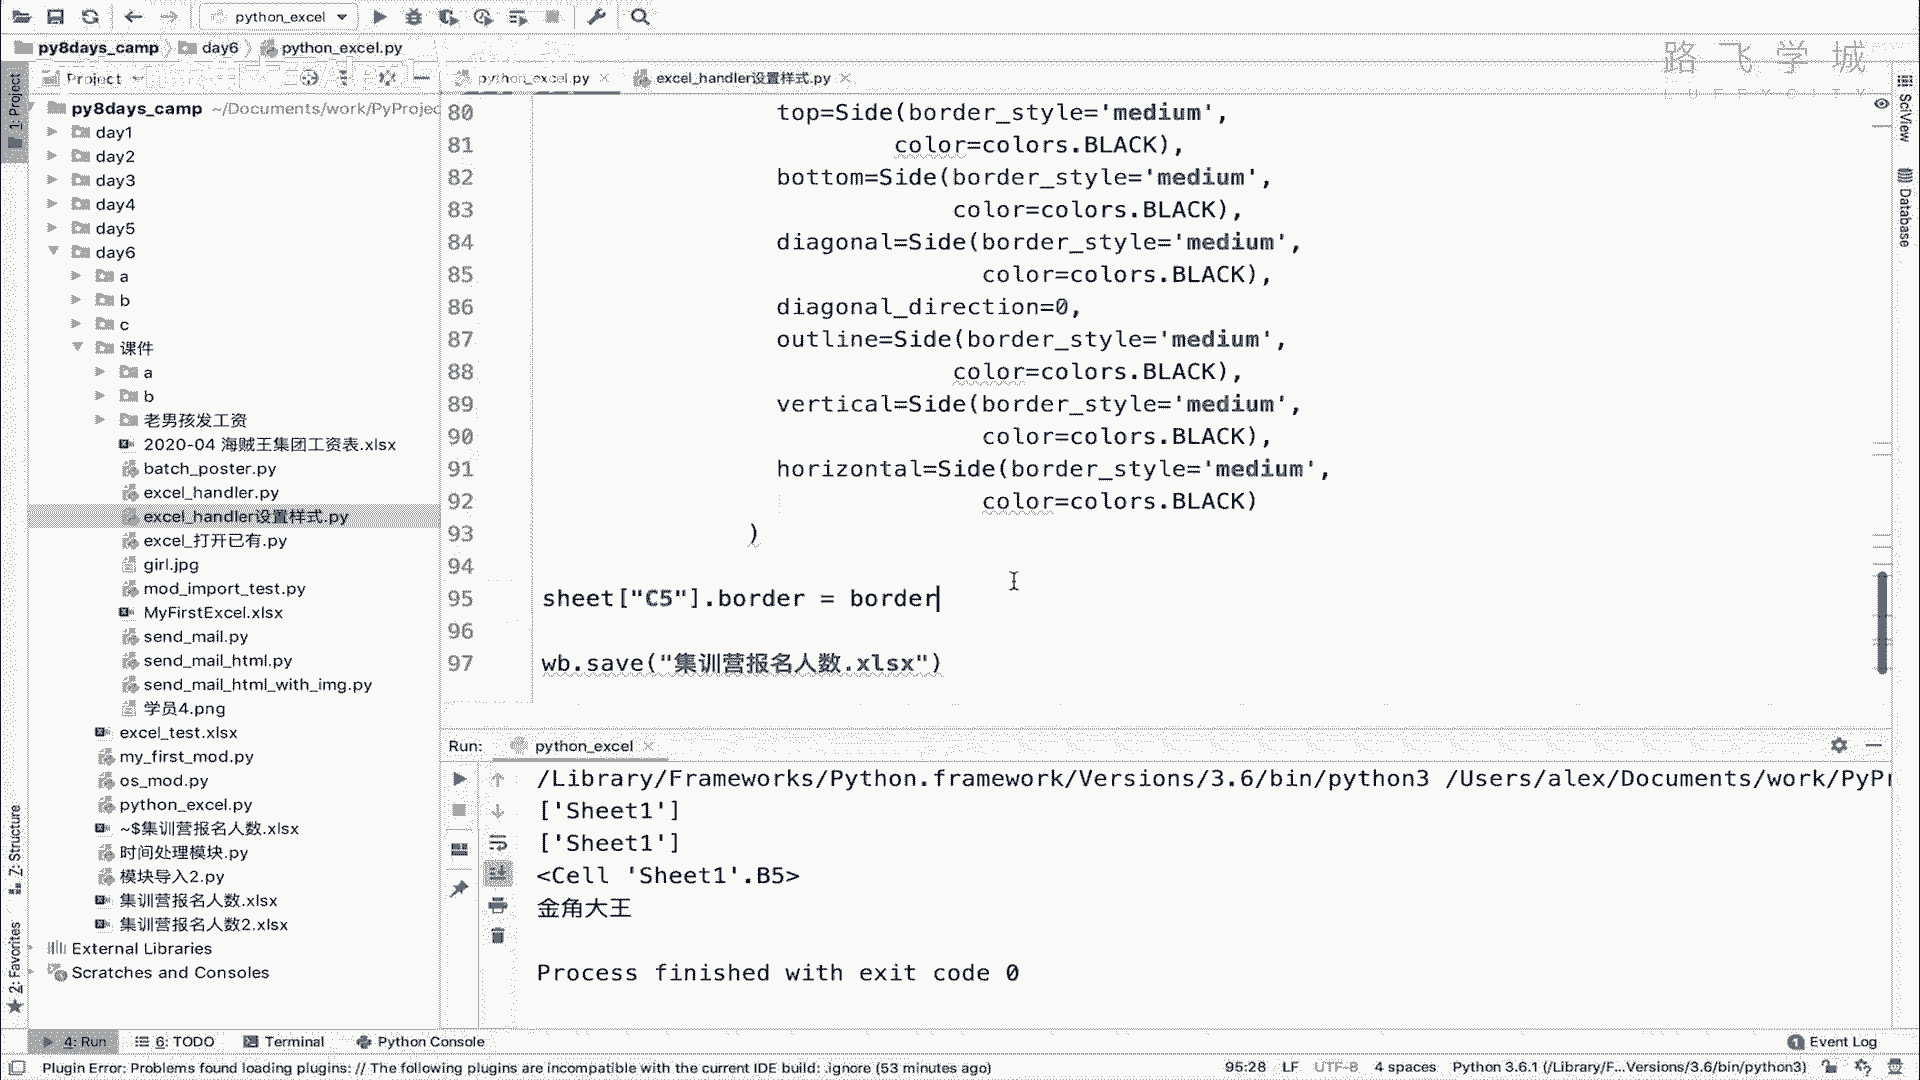 python_excel
py8days_camp
day6
python_excel.py
路飞学城
1: Project
Project
python_excel.py
excel_handler设置样式.py
SciView
Database
py8days_camp ~/Documents/work/PyProjec
day1
day2
day3
day4
day5
day6
a
b
c
课件
a
b
老男孩发工资
2020-04 海贼王集团工资表.xlsx
batch_poster.py
excel_handler.py
excel_handler设置样式.py
excel_打开已有.py
girl.jpg
mod_import_test.py
MyFirstExcel.xlsx
send_mail.py
send_mail_html.py
send_mail_html_with_img.py
学员4.png
excel_test.xlsx
my_first_mod.py
os_mod.py
python_excel.py
~$集训营报名人数.xlsx
时间处理模块.py
模块导入2.py
集训营报名人数.xlsx
集训营报名人数2.xlsx
External Libraries
Scratches and Consoles
80 top=Side(border_style='medium',
81 color=colors.BLACK),
82 bottom=Side(border_style='medium',
83 color=colors.BLACK),
84 diagonal=Side(border_style='medium',
85 color=colors.BLACK),
86 diagonal_direction=0,
87 outline=Side(border_style='medium',
88 color=colors.BLACK),
89 vertical=Side(border_style='medium',
90 color=colors.BLACK),
91 horizontal=Side(border_style='medium',
92 color=colors.BLACK)
93 )
94
95 sheet["C5"].border = border
96
97 wb.save("集训营报名人数.xlsx")
Run: python_excel
/Library/Frameworks/Python.framework/Versions/3.6/bin/python3 /Users/alex/Documents/work/PyPr
['Sheet1']
['Sheet1']
<Cell 'Sheet1'.B5>
金角大王
Process finished with exit code 0
Z: Structure
2: Favorites
4: Run
6: TODO
Terminal
Python Console
1 Event Log
Plugin Error: Problems found loading plugins: // The following plugins are incompatible with the current IDE build: .ignore (53 minutes ago)
95:28 LF UTF-8 4 spaces Python 3.6.1 (/Library/F...Versions/3.6/bin/python3)